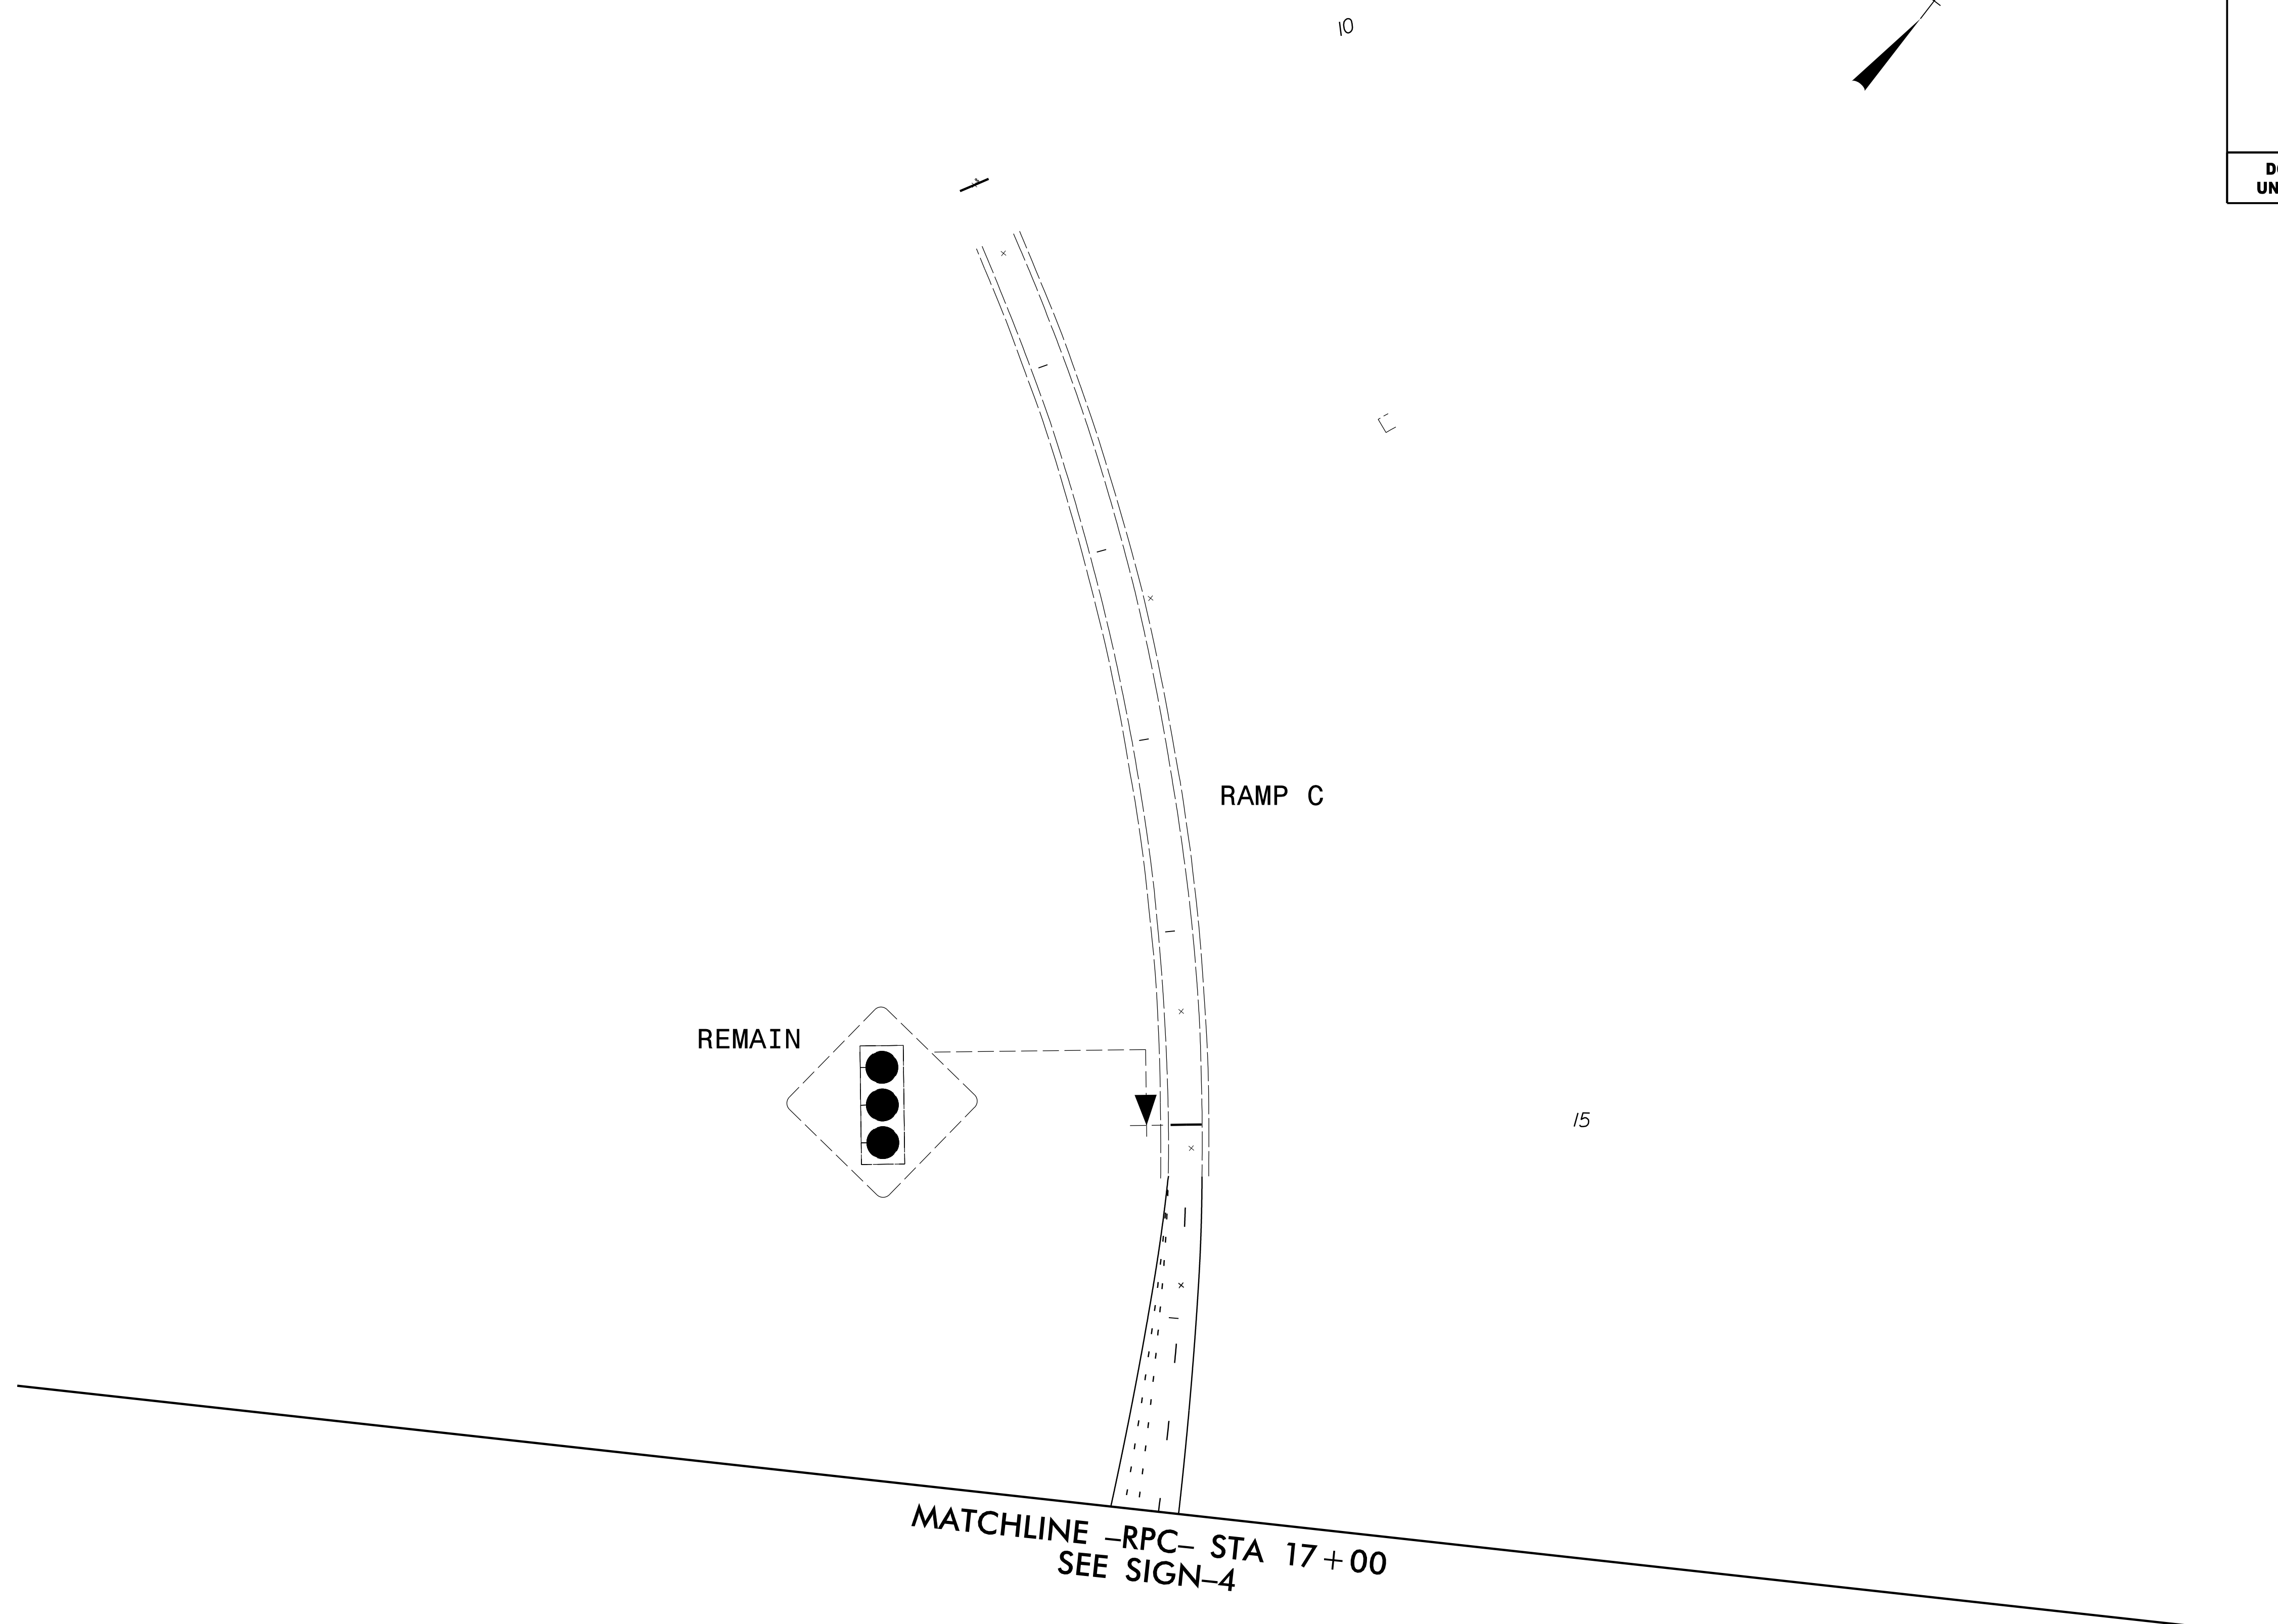 10
RAMP C
REMAIN
15
MATCHLINE -RPC- STA 17+00
SEE SIGN-4